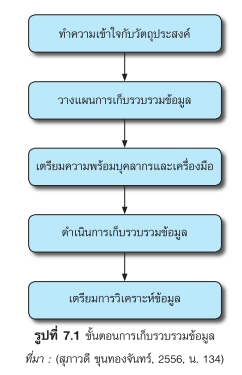 ทำความเข้าใจกับวัตถุประสงค์
วางแผนการเก็บรวบรวมข้อมูล
เตรียมความพร้อมบุคลากรและเครื่องมือ
ดำเนินการเก็บรวบรวมข้อมูล
เตรียมการวิเคราะห์ข้อมูล
รูปที่ 7.1 ขั้นตอนการเก็บรวบรวมข้อมูล
ที่มา : (สุภาวดี ขุนทองจันทร์, 2556, น. 134)